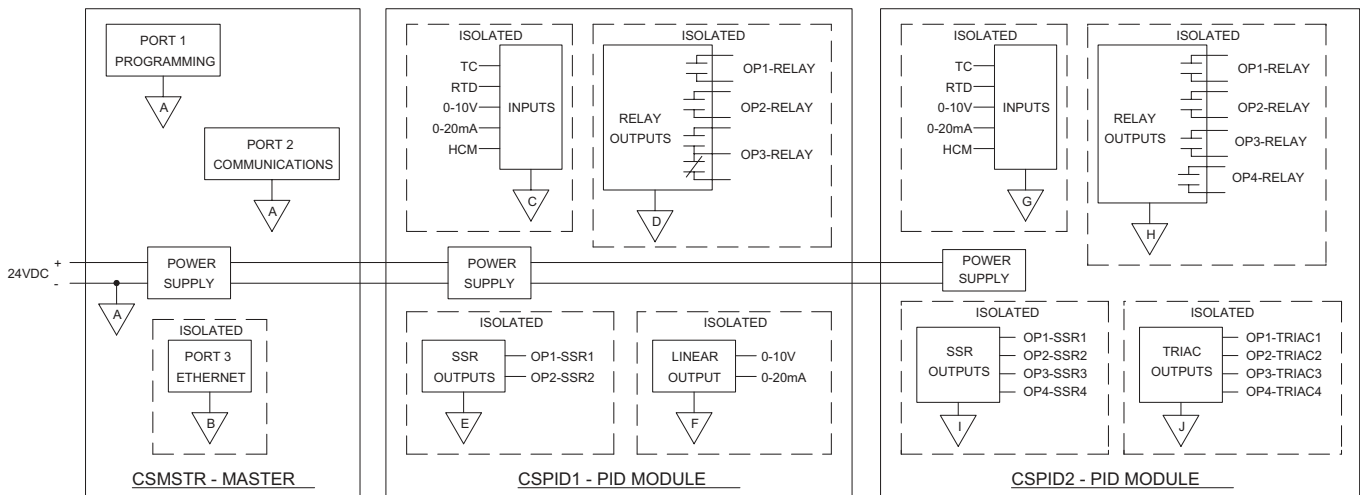 PORT 1
PROGRAMMING
A
PORT 2
COMMUNICATIONS
A
24VDC
+
-
POWER
SUPPLY
A
ISOLATED
PORT 3
ETHERNET
B
CSMSTR - MASTER
ISOLATED
TC
RTD
0-10V
0-20mA
HCM
INPUTS
C
ISOLATED
RELAY
OUTPUTS
OP1-RELAY
OP2-RELAY
OP3-RELAY
D
POWER
SUPPLY
ISOLATED
SSR
OUTPUTS
OP1-SSR1
OP2-SSR2
E
ISOLATED
LINEAR
OUTPUT
0-10V
0-20mA
F
CSPID1 - PID MODULE
ISOLATED
TC
RTD
0-10V
0-20mA
HCM
INPUTS
G
ISOLATED
RELAY
OUTPUTS
OP1-RELAY
OP2-RELAY
OP3-RELAY
OP4-RELAY
H
POWER
SUPPLY
ISOLATED
SSR
OUTPUTS
OP1-SSR1
OP2-SSR2
OP3-SSR3
OP4-SSR4
I
ISOLATED
TRIAC
OUTPUTS
OP1-TRIAC1
OP2-TRIAC2
OP3-TRIAC3
OP4-TRIAC4
J
CSPID2 - PID MODULE